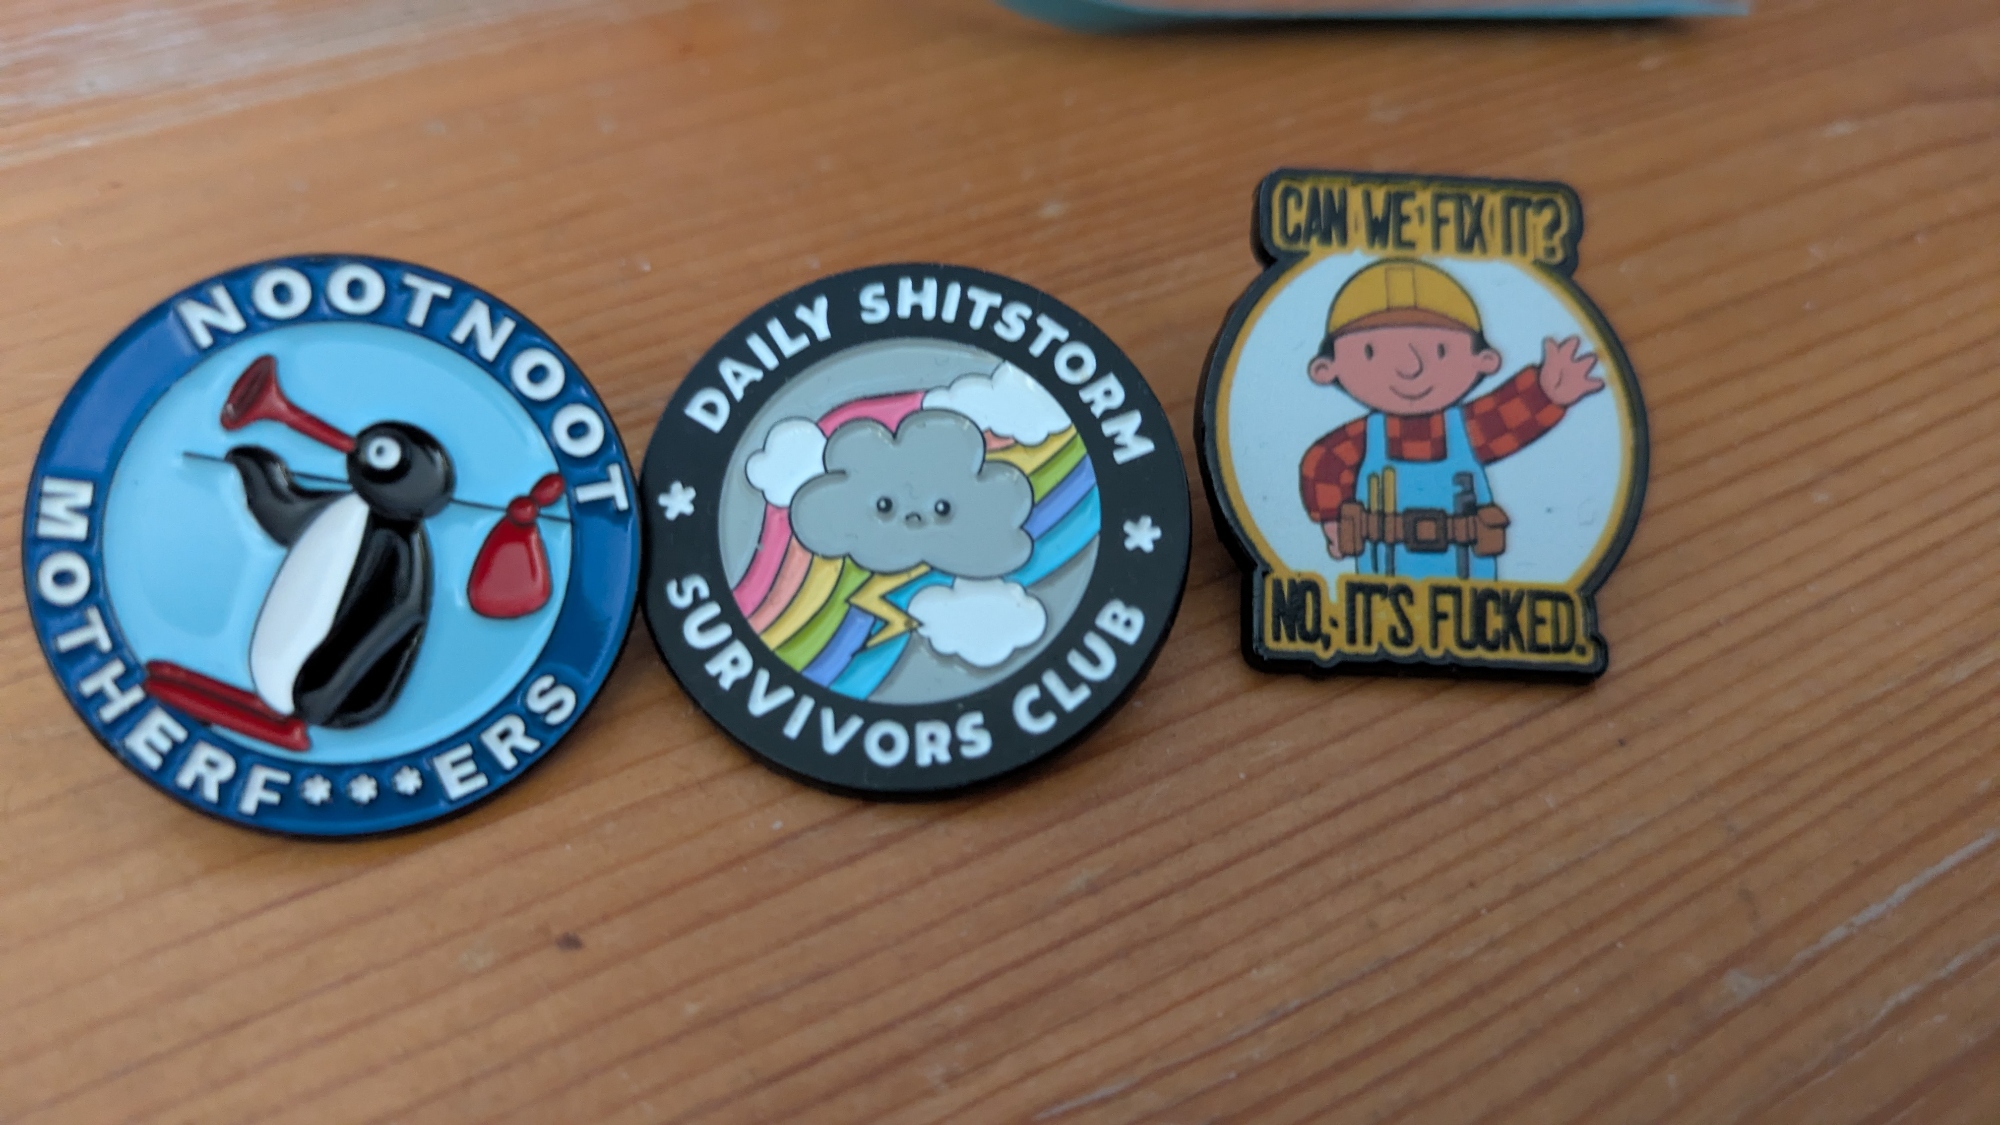 NOOTNOOT
MOTHERF***ERS
DAILY SHITSTORM
* SURVIVORS CLUB *
CAN WE FIX IT?
NO, IT'S FUCKED.